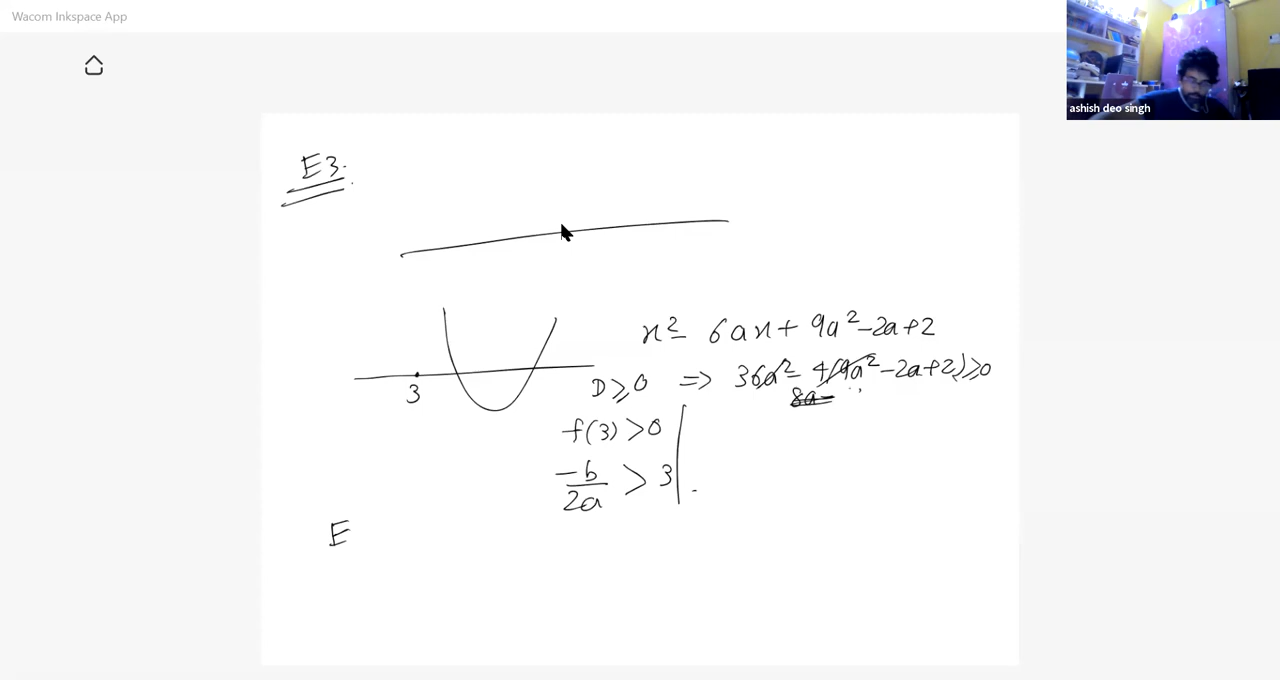 Wacom Inkspace App
ashish deo singh
E3.
x² - 6ax + 9a² - 2a + 2
D ≥ 0 => 36a² - 4(9a² - 2a + 2) ≥ 0
3
8a -
f(3) > 0
-b/2a > 3
E